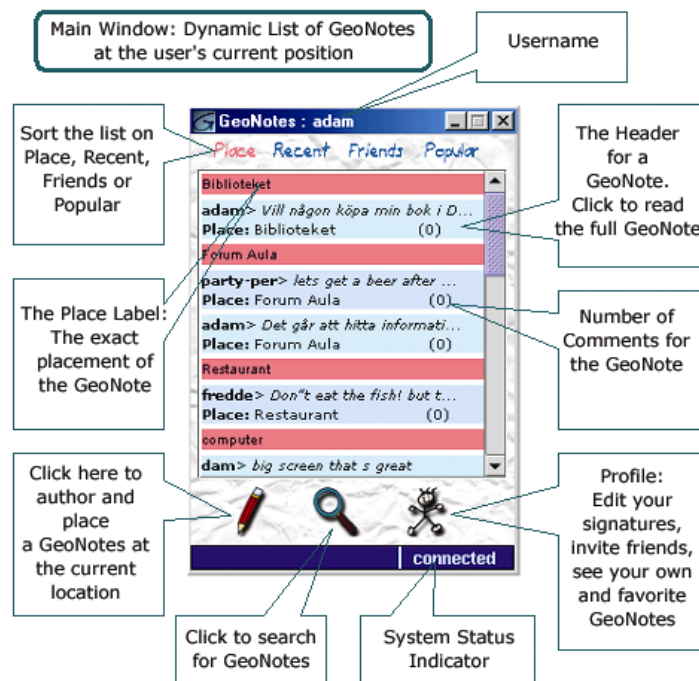 Main Window: Dynamic List of GeoNotes
at the user's current position
Username
Sort the list on
Place, Recent,
Friends or
Popular
GeoNotes : adam
Place Recent Friends Popular
The Header
for a
GeoNote.
Click to read
the full GeoNote
Biblioteket
adam> Vill någon köpa min bok i D...
Place: Biblioteket (0)
Forum Aula
party-per> lets get a beer after ...
Place: Forum Aula (0)
adam> Det går att hitta informati...
Place: Forum Aula (0)
Restaurant
fredde> Don"t eat the fish! but t...
Place: Restaurant (0)
computer
dam> big screen that s great
The Place Label:
The exact
placement of
the GeoNote
Number of
Comments for
the GeoNote
Click here to
author and
place
a GeoNotes at
the current
location
Profile:
Edit your
signatures,
invite friends,
see your own
and favorite
GeoNotes
connected
Click to search
for GeoNotes
System Status
Indicator